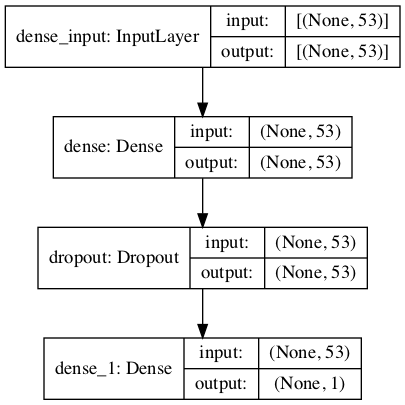 dense_input: InputLayer input: [(None, 53)]
output: [(None, 53)]
dense: Dense input: (None, 53)
output: (None, 53)
dropout: Dropout input: (None, 53)
output: (None, 53)
dense_1: Dense input: (None, 53)
output: (None, 1)